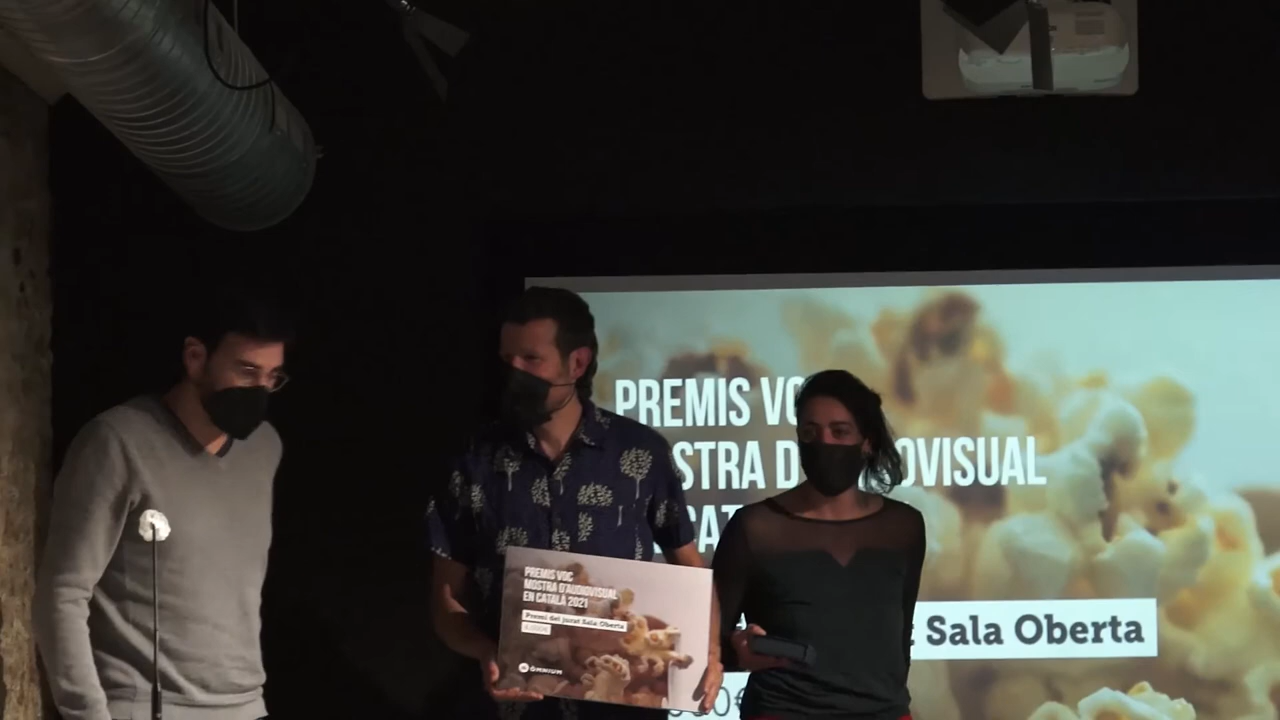 PREMIS VOC
MOSTRA D'AUDIOVISUAL
EN CATALÀ 2021
Premi del jurat Sala Oberta
ÒMNIUM
PREMIS VO
STRA D OVISUAL
CAT
Sala Oberta